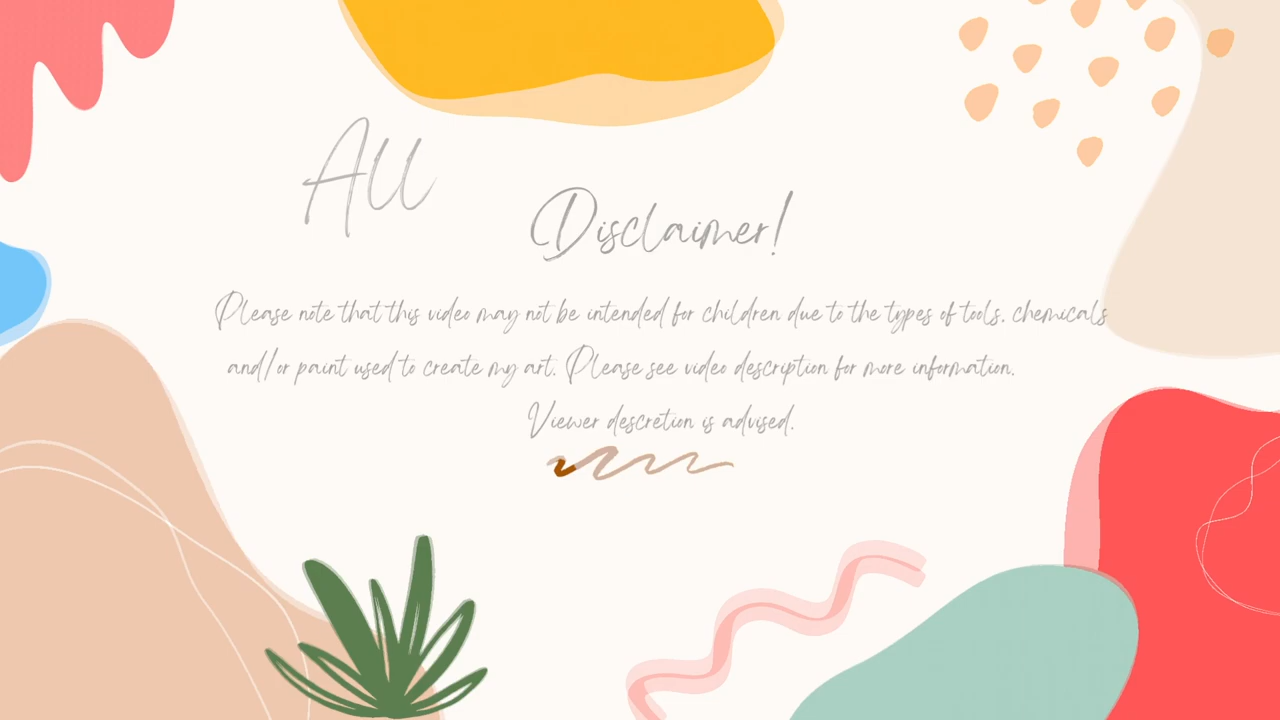 All
Disclaimer!
Please note that this video may not be intended for children due to the types of tools, chemicals
and/or paint used to create my art. Please see video description for more information.
Viewer descretion is advised.